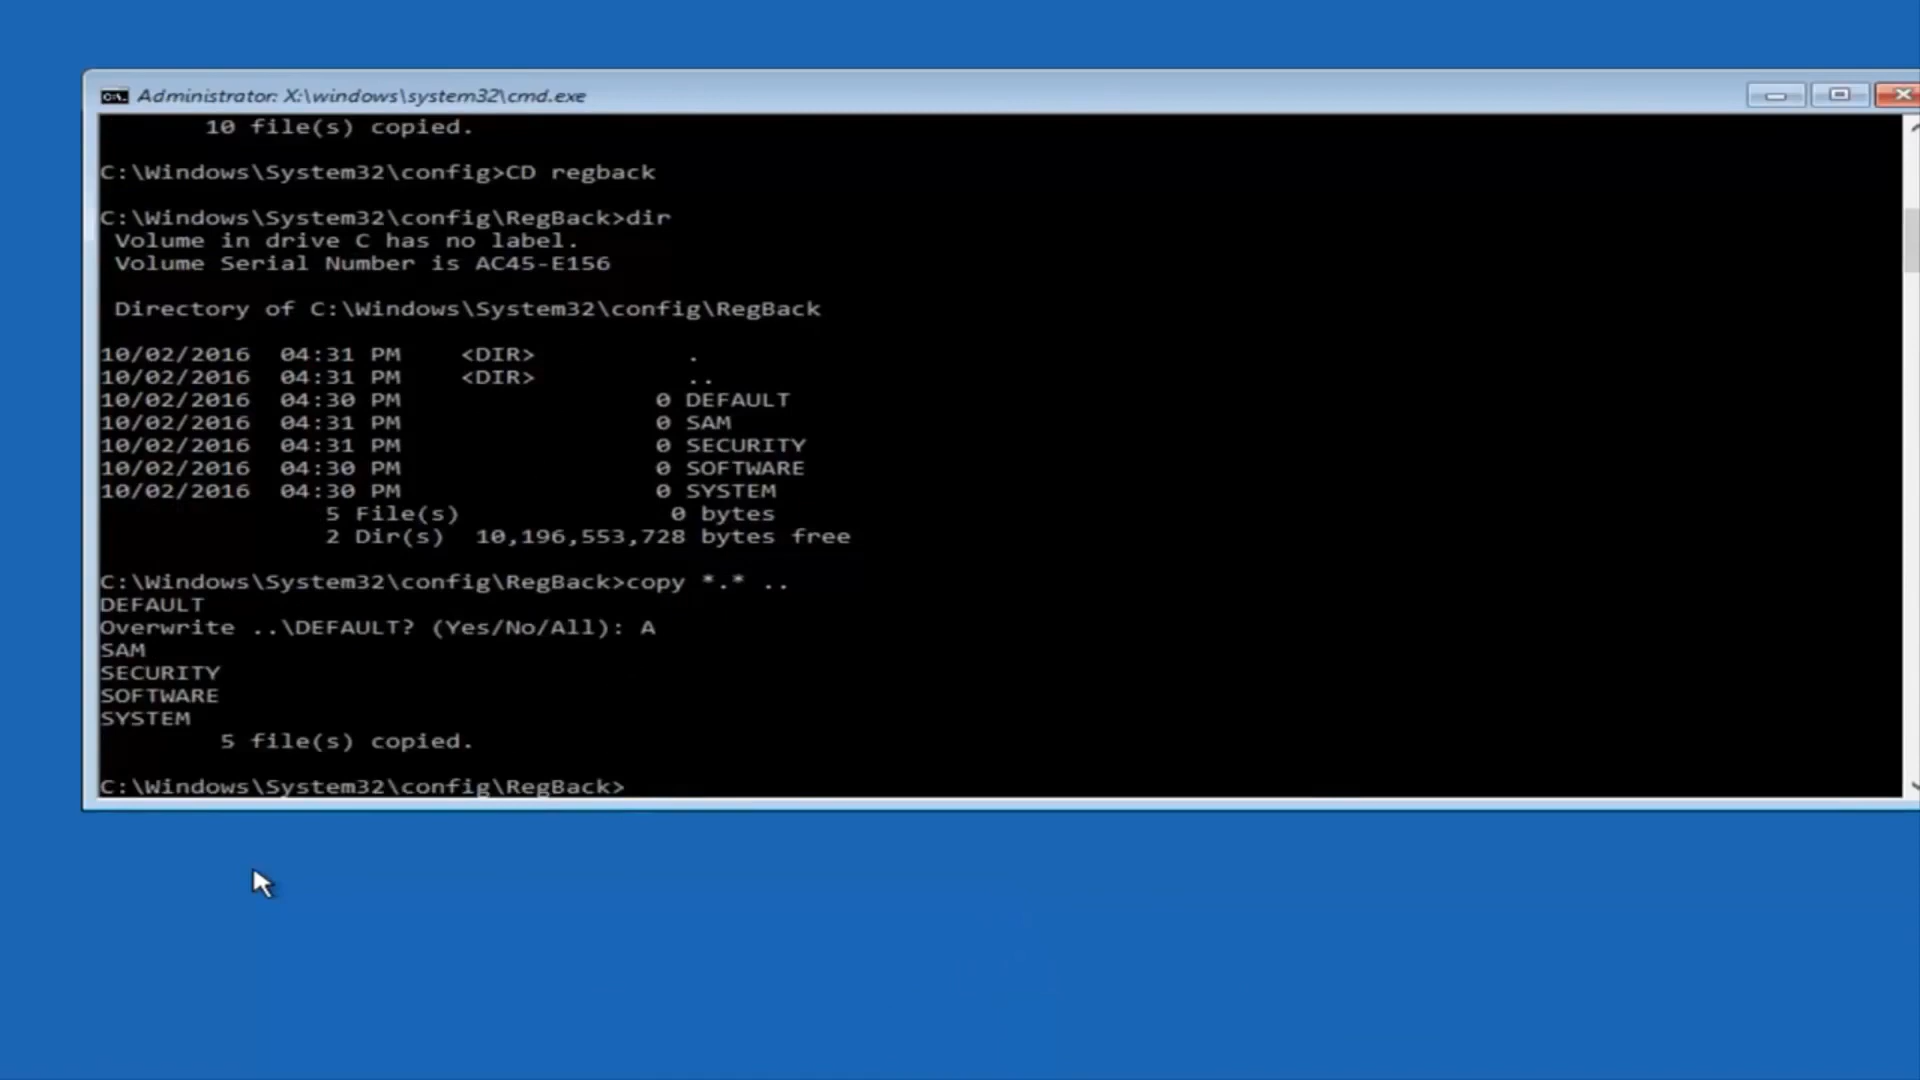 Administrator: X:\windows\system32\cmd.exe
10 file(s) copied.
C:\Windows\System32\config>CD regback
C:\Windows\System32\config\RegBack>dir
Volume in drive C has no label.
Volume Serial Number is AC45-E156
Directory of C:\Windows\System32\config\RegBack
10/02/2016 04:31 PM <DIR> .
10/02/2016 04:31 PM <DIR> ..
10/02/2016 04:30 PM 0 DEFAULT
10/02/2016 04:31 PM 0 SAM
10/02/2016 04:31 PM 0 SECURITY
10/02/2016 04:30 PM 0 SOFTWARE
10/02/2016 04:30 PM 0 SYSTEM
5 File(s) 0 bytes
2 Dir(s) 10,196,553,728 bytes free
C:\Windows\System32\config\RegBack>copy *.* ..
DEFAULT
Overwrite ..\DEFAULT? (Yes/No/All): A
SAM
SECURITY
SOFTWARE
SYSTEM
5 file(s) copied.
C:\Windows\System32\config\RegBack>